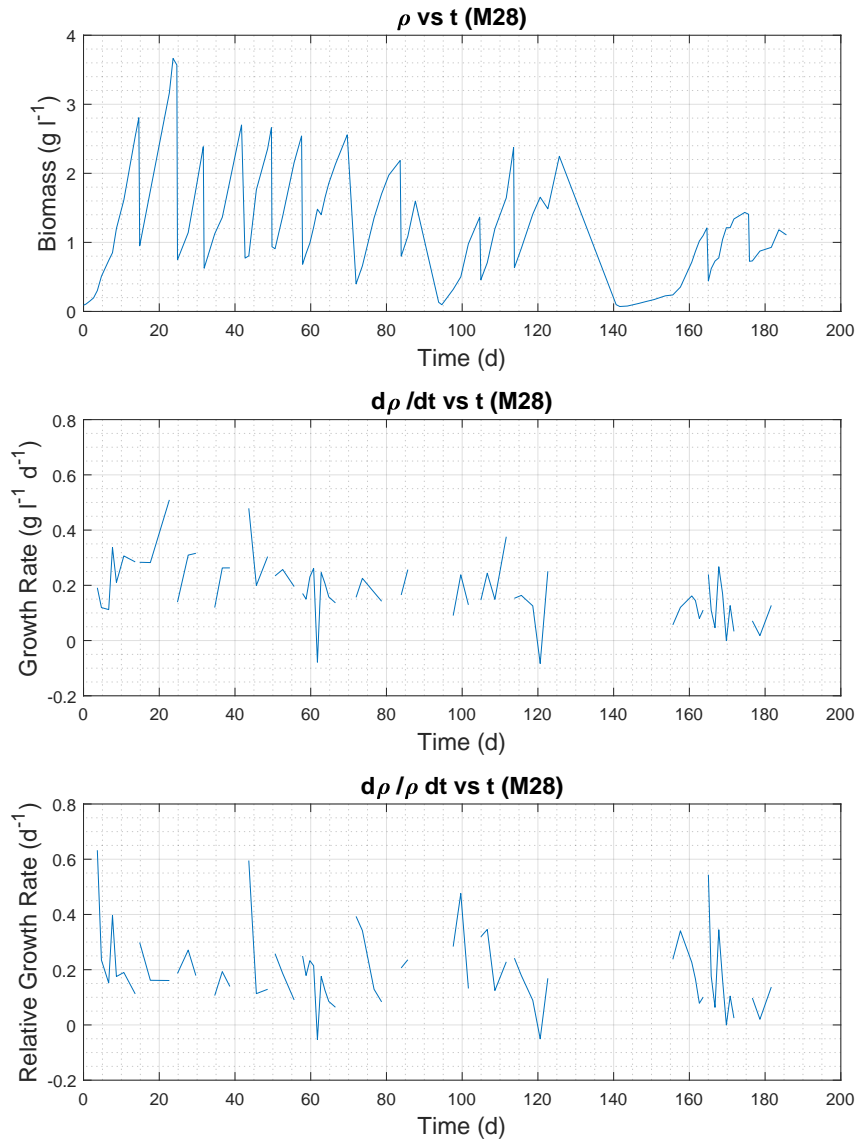 ρ vs t (M28)
4
3
2
1
0
Biomass (g l⁻¹)
0 20 40 60 80 100 120 140 160 180 200
Time (d)
dρ /dt vs t (M28)
0.8
0.6
0.4
0.2
0
-0.2
Growth Rate (g l⁻¹ d⁻¹)
0 20 40 60 80 100 120 140 160 180 200
Time (d)
dρ /ρ dt vs t (M28)
0.8
0.6
0.4
0.2
0
-0.2
Relative Growth Rate (d⁻¹)
0 20 40 60 80 100 120 140 160 180 200
Time (d)